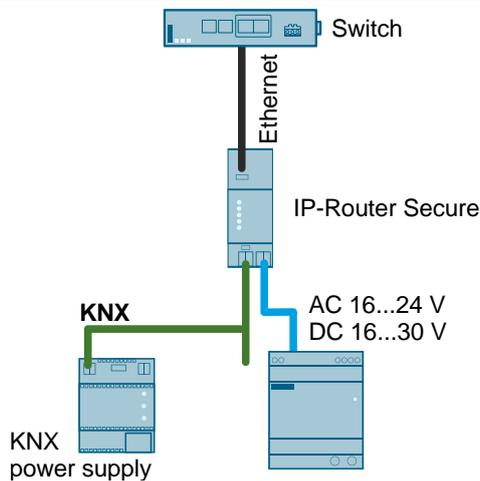 Switch
Ethernet
IP-Router Secure
KNX
AC 16...24 V
DC 16...30 V
KNX
power supply